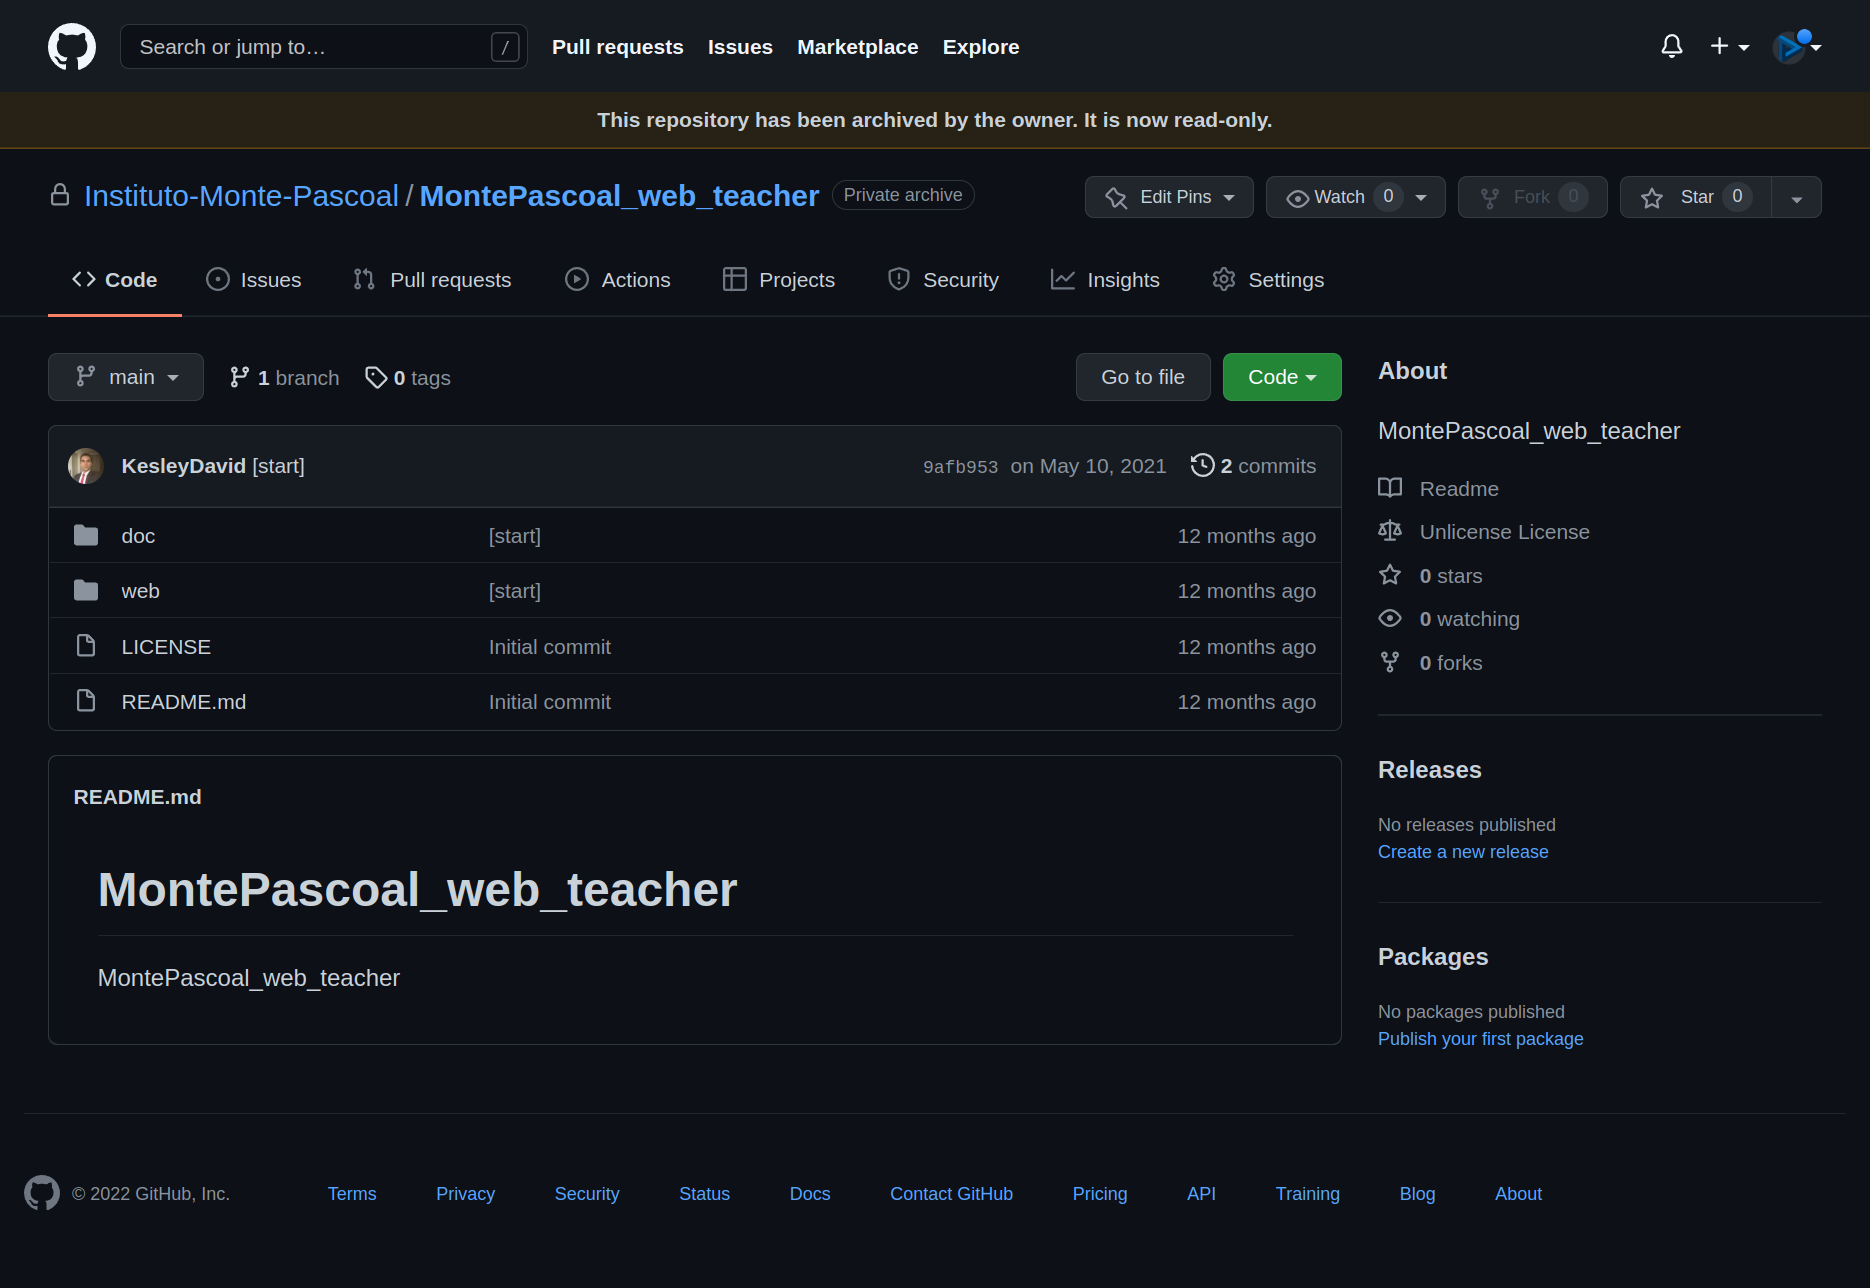 Search or jump to… /
Pull requests Issues Marketplace Explore
This repository has been archived by the owner. It is now read-only.
Instituto-Monte-Pascoal / MontePascoal_web_teacher Private archive
Edit Pins Watch 0 Fork 0 Star 0
Code Issues Pull requests Actions Projects Security Insights Settings
main 1 branch 0 tags Go to file Code
KesleyDavid [start] 9afb953 on May 10, 2021 2 commits
doc [start] 12 months ago
web [start] 12 months ago
LICENSE Initial commit 12 months ago
README.md Initial commit 12 months ago
README.md
MontePascoal_web_teacher
MontePascoal_web_teacher
About
MontePascoal_web_teacher
Readme
Unlicense License
0 stars
0 watching
0 forks
Releases
No releases published
Create a new release
Packages
No packages published
Publish your first package
© 2022 GitHub, Inc. Terms Privacy Security Status Docs Contact GitHub Pricing API Training Blog About